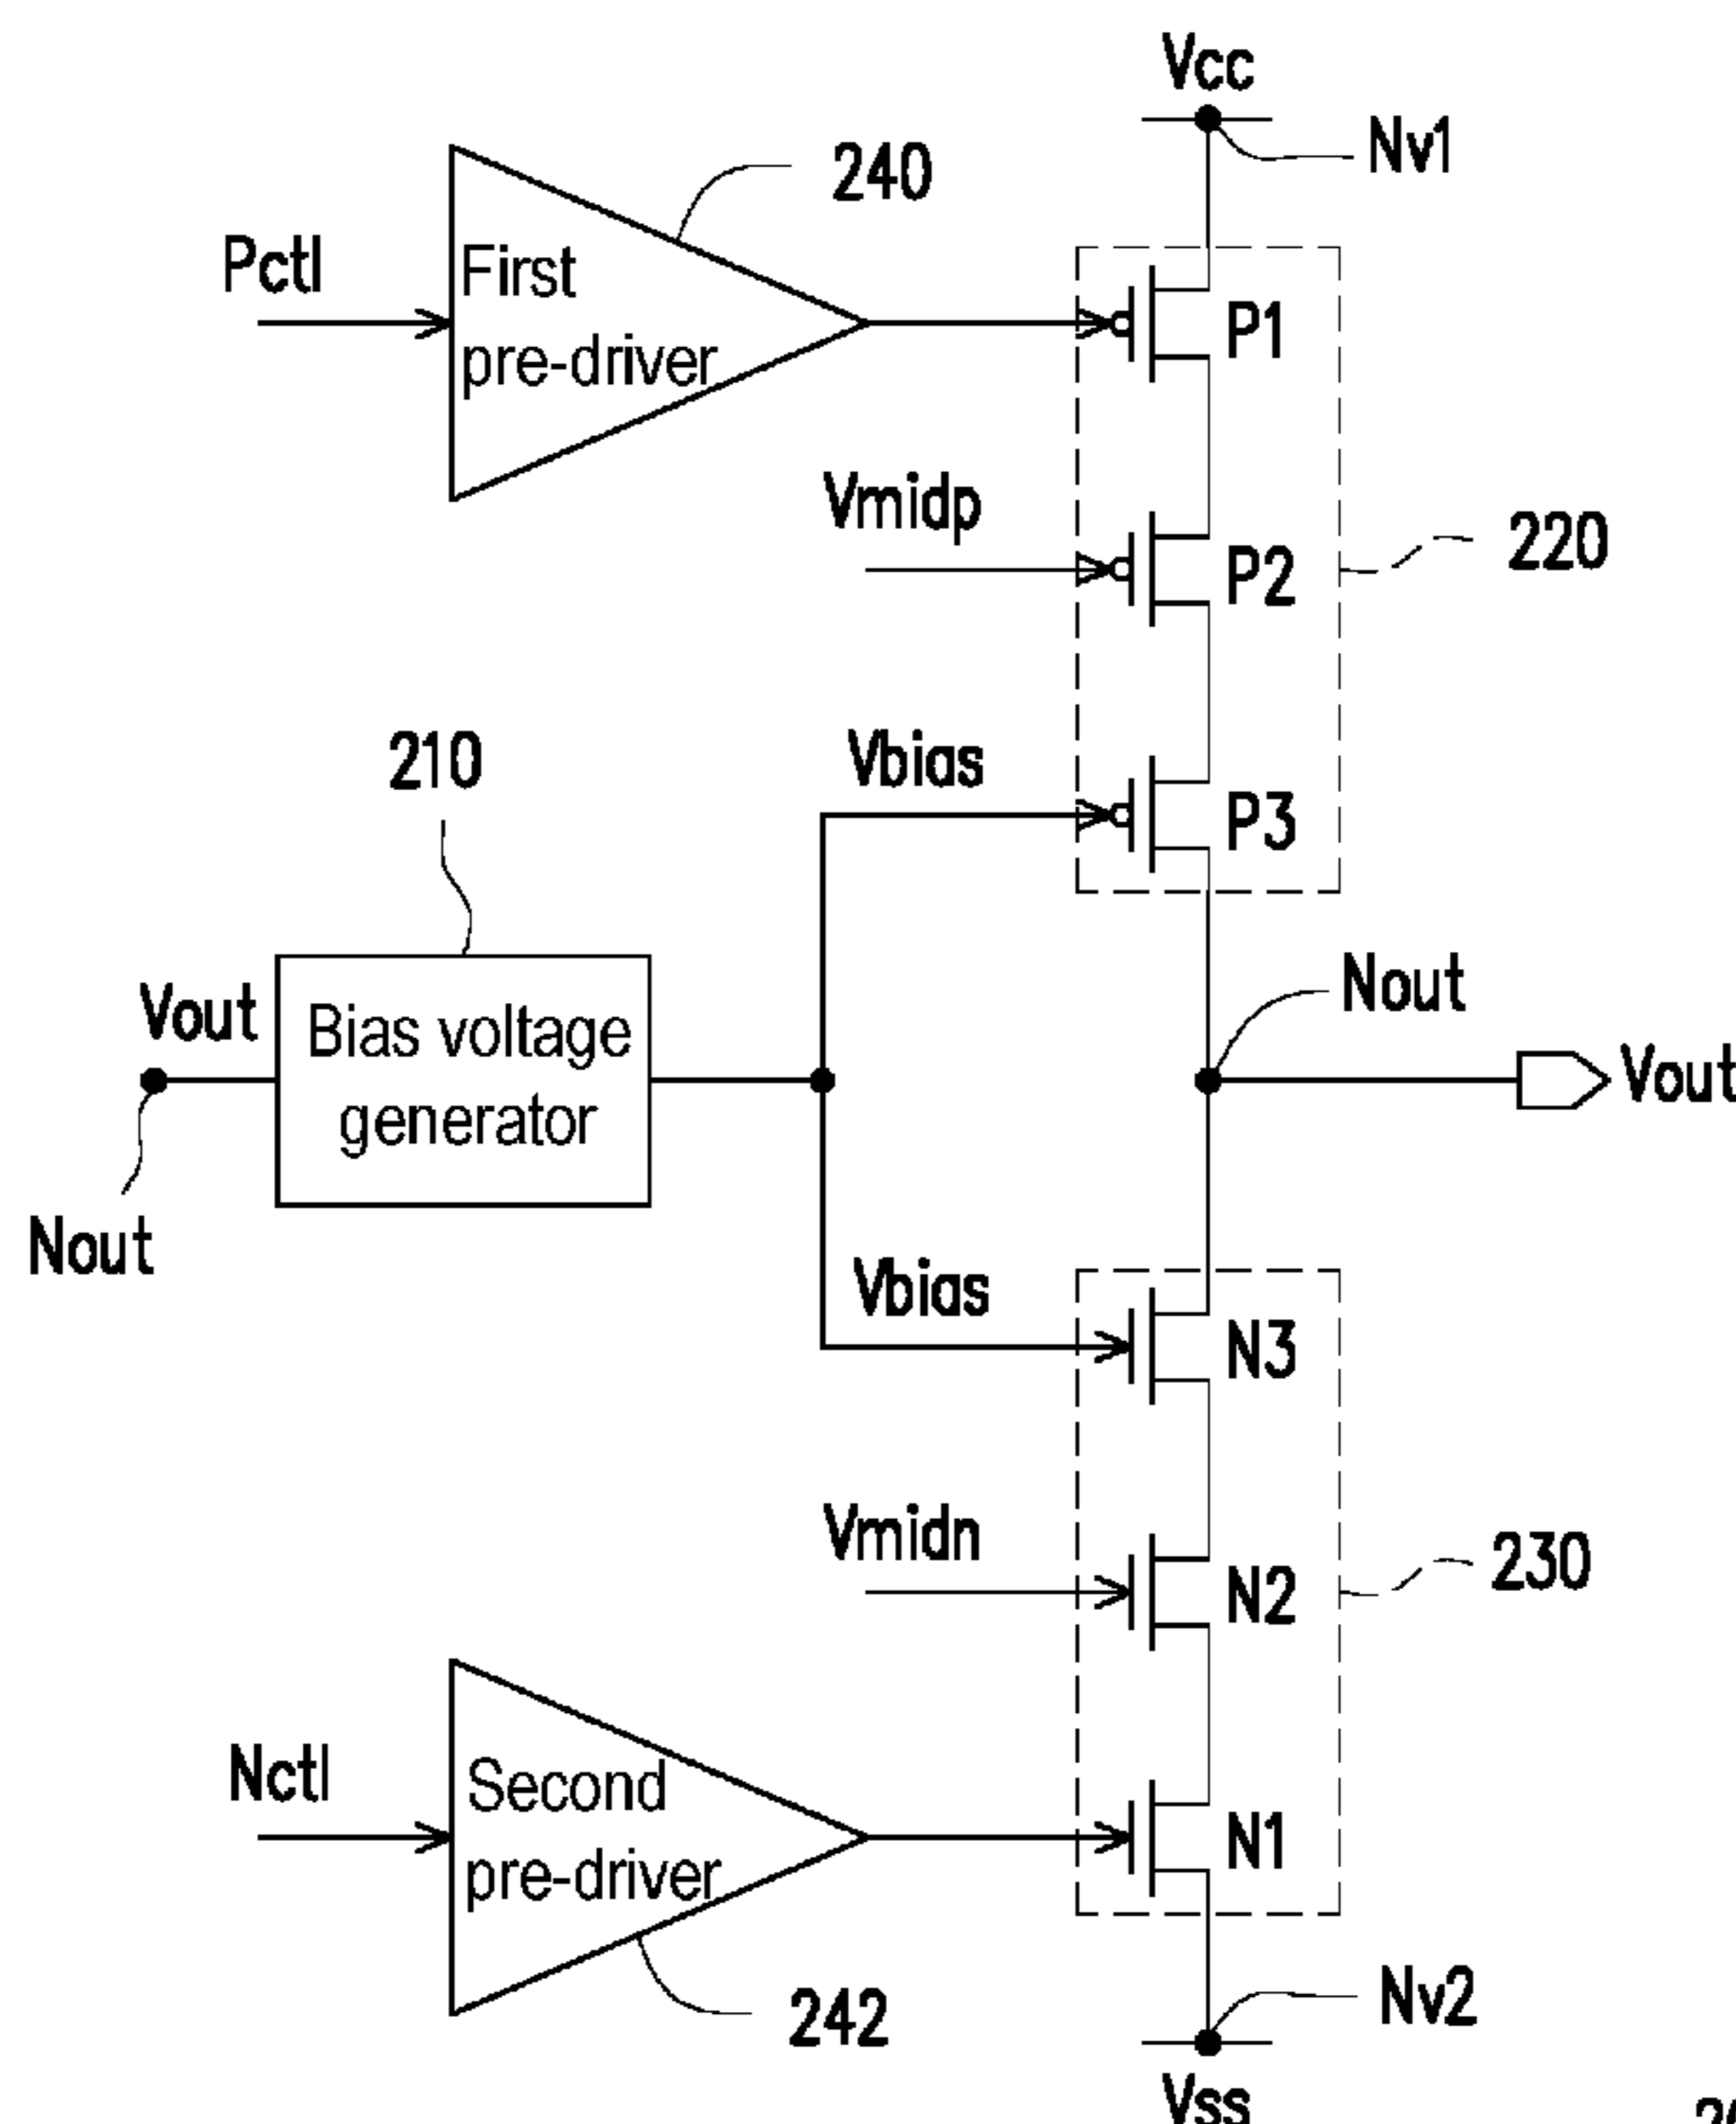 Vcc
Nv1
240
Pctl
First
pre-driver
P1
Vmidp
P2
220
210
Vbias
P3
Vout
Bias voltage
generator
Nout
Nout
Vout
Vbias
N3
Vmidn
N2
230
Nctl
Second
pre-driver
N1
242
Nv2
Vss